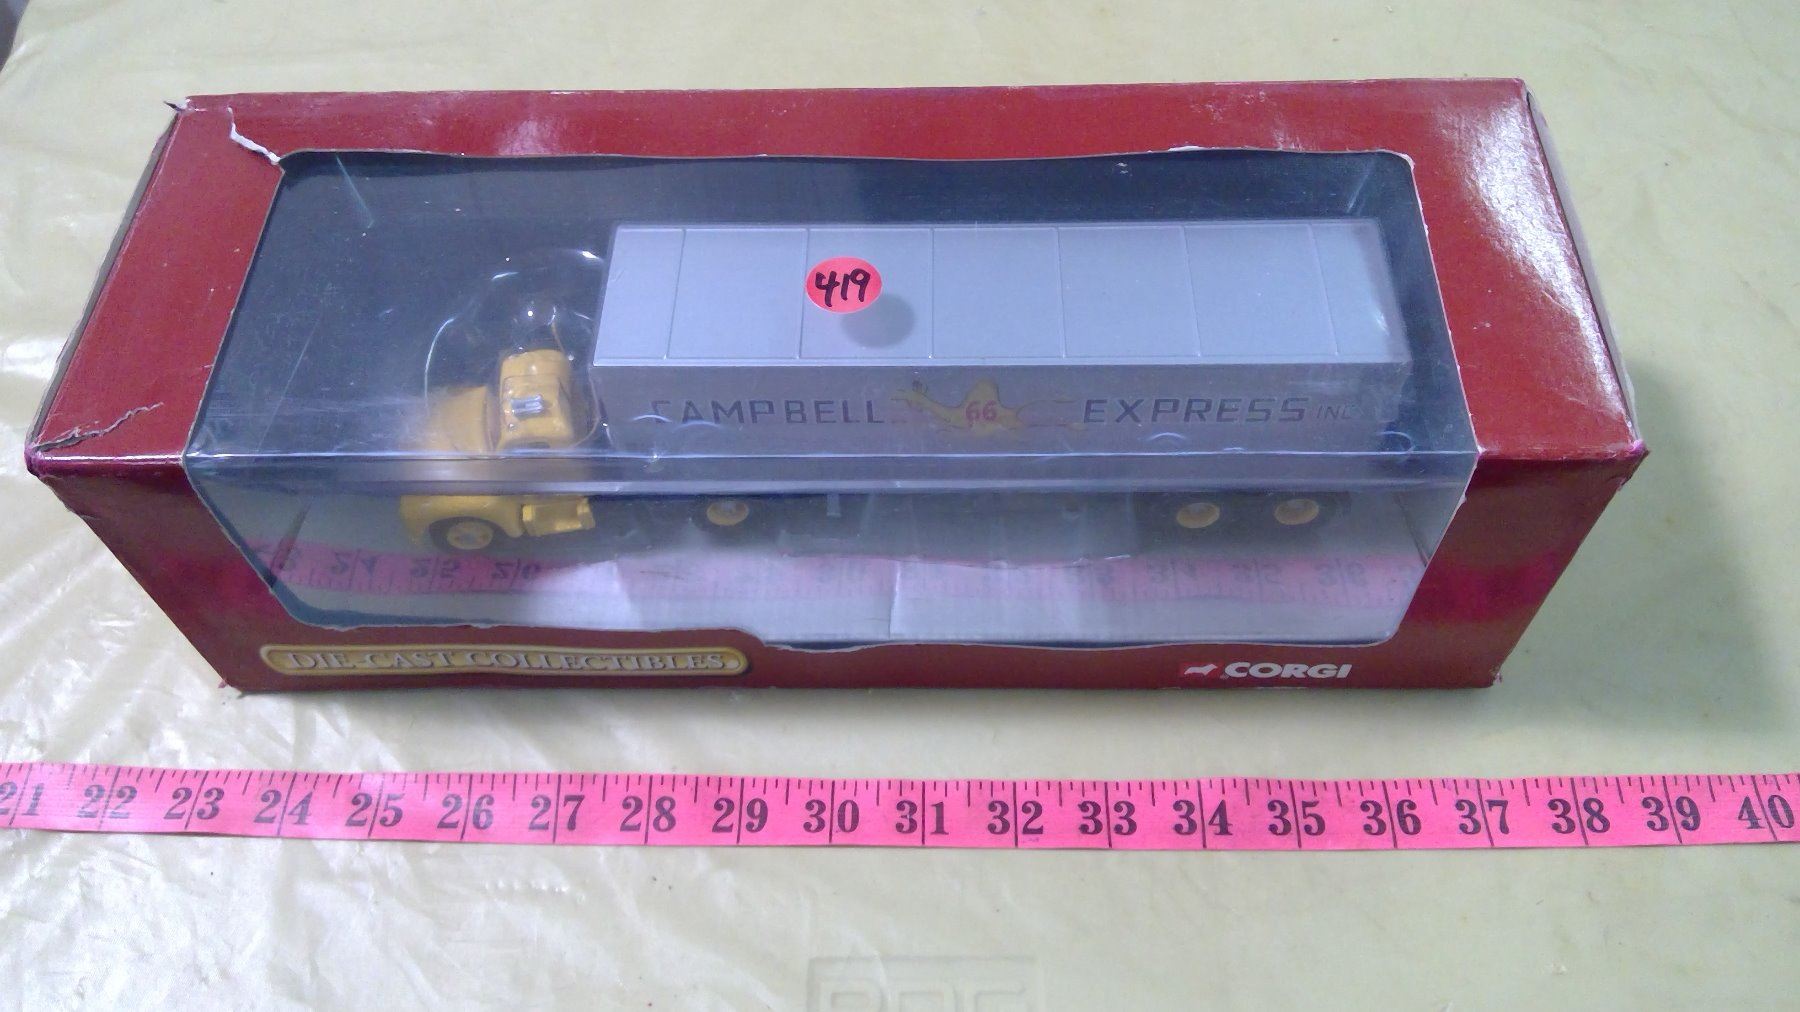 419
CAMPBELL 66 EXPRESS INC
DIE-CAST COLLECTIBLES
CORGI
21 22 23 24 25 26 27 28 29 30 31 32 33 34 35 36 37 38 39 40